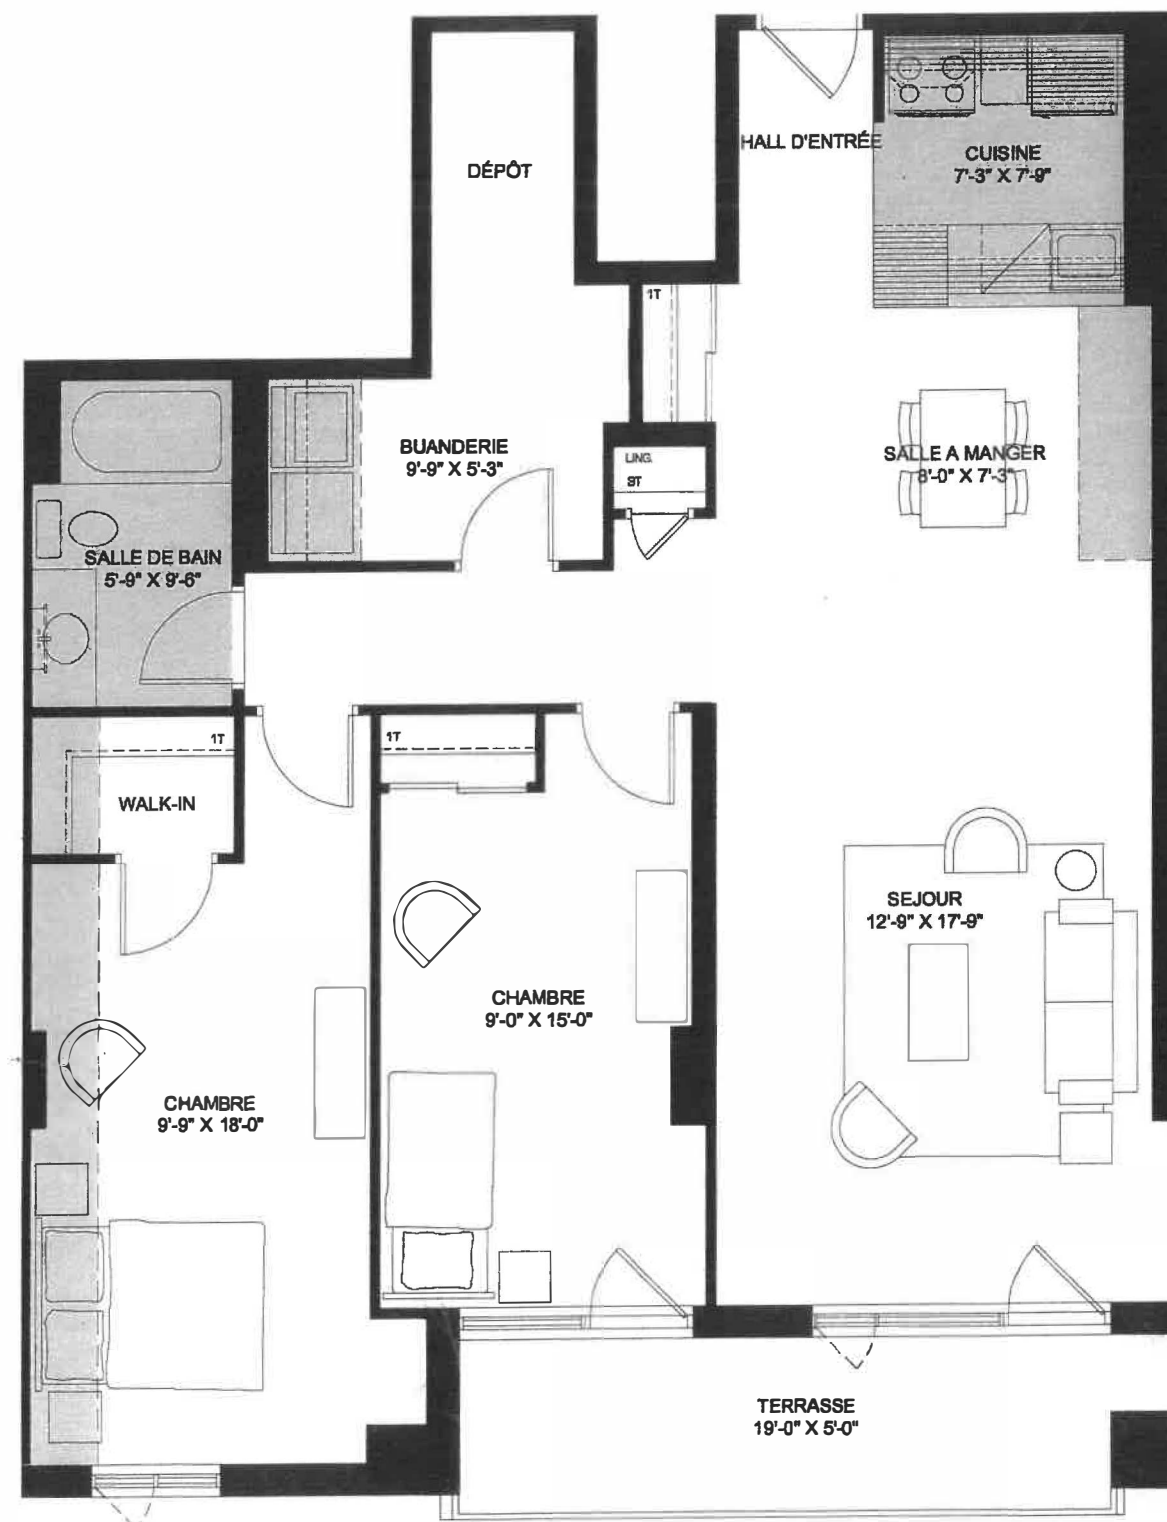 DÉPÔT
HALL D'ENTRÉE
CUISINE
7'-3" X 7'-9"
1T
BUANDERIE
9'-9" X 5'-3"
LING.
9T
SALLE A MANGER
8'-0" X 7'-3"
SALLE DE BAIN
5'-9" X 9'-6"
1T
1T
WALK-IN
SEJOUR
12'-9" X 17'-9"
CHAMBRE
9'-0" X 15'-0"
CHAMBRE
9'-9" X 18'-0"
TERRASSE
19'-0" X 5'-0"